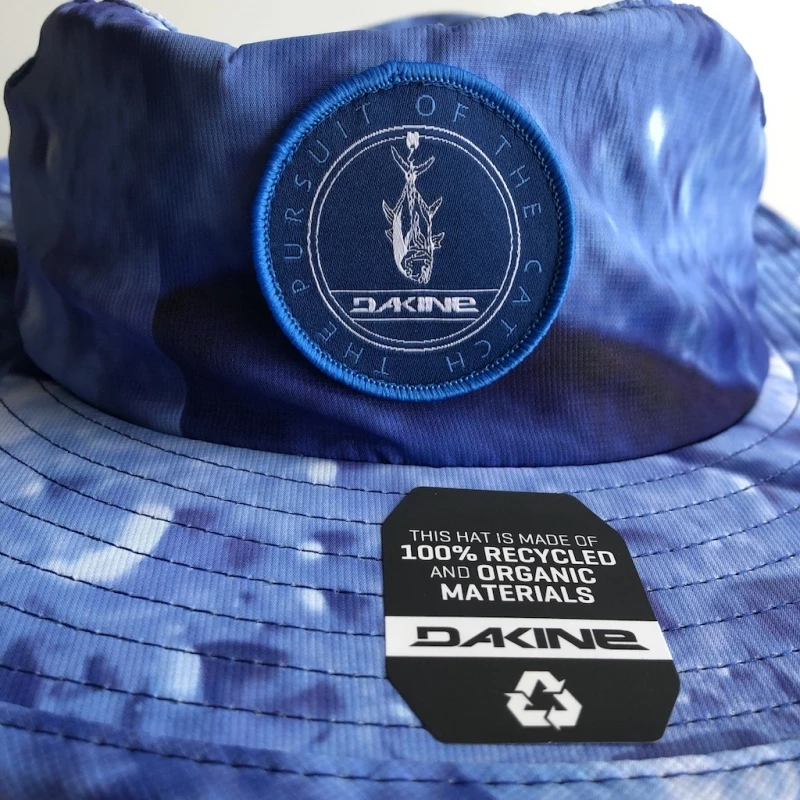 THE PURSUIT OF THE CATCH
DAKINE
THIS HAT IS MADE OF
100% RECYCLED
AND ORGANIC
MATERIALS
DAKINE